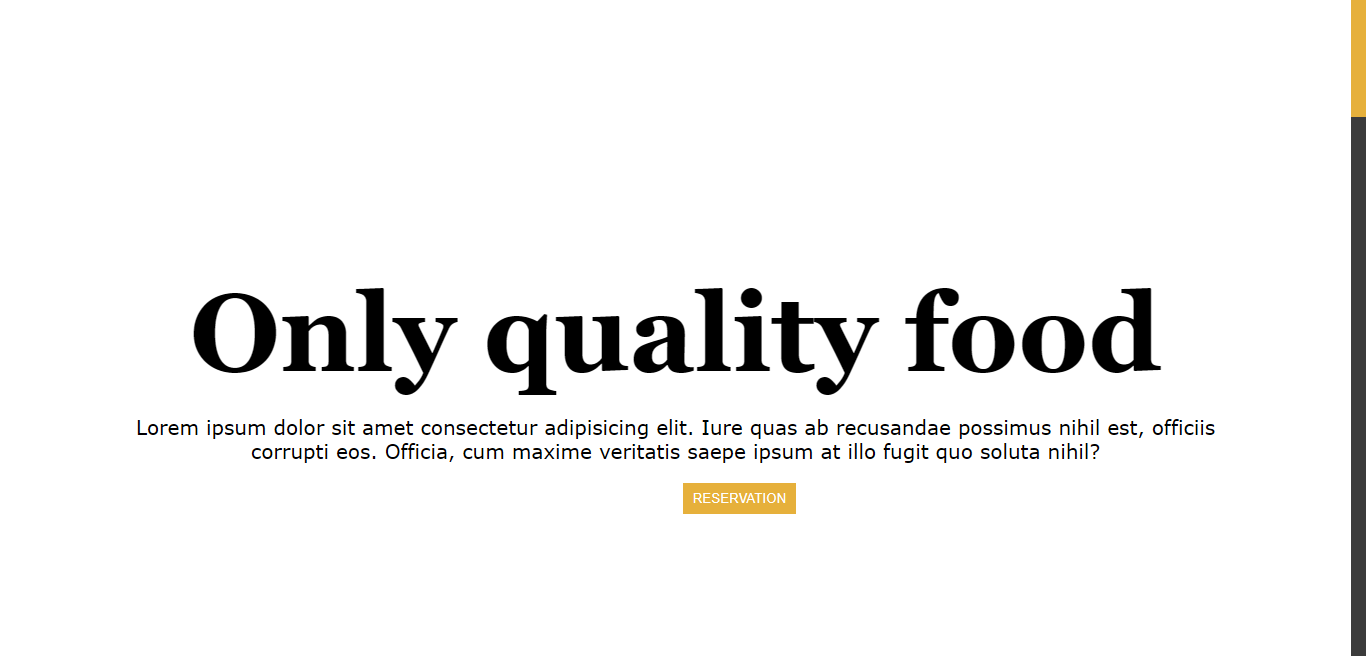 Only quality food
Lorem ipsum dolor sit amet consectetur adipisicing elit. Iure quas ab recusandae possimus nihil est, officiis
corrupti eos. Officia, cum maxime veritatis saepe ipsum at illo fugit quo soluta nihil?
RESERVATION